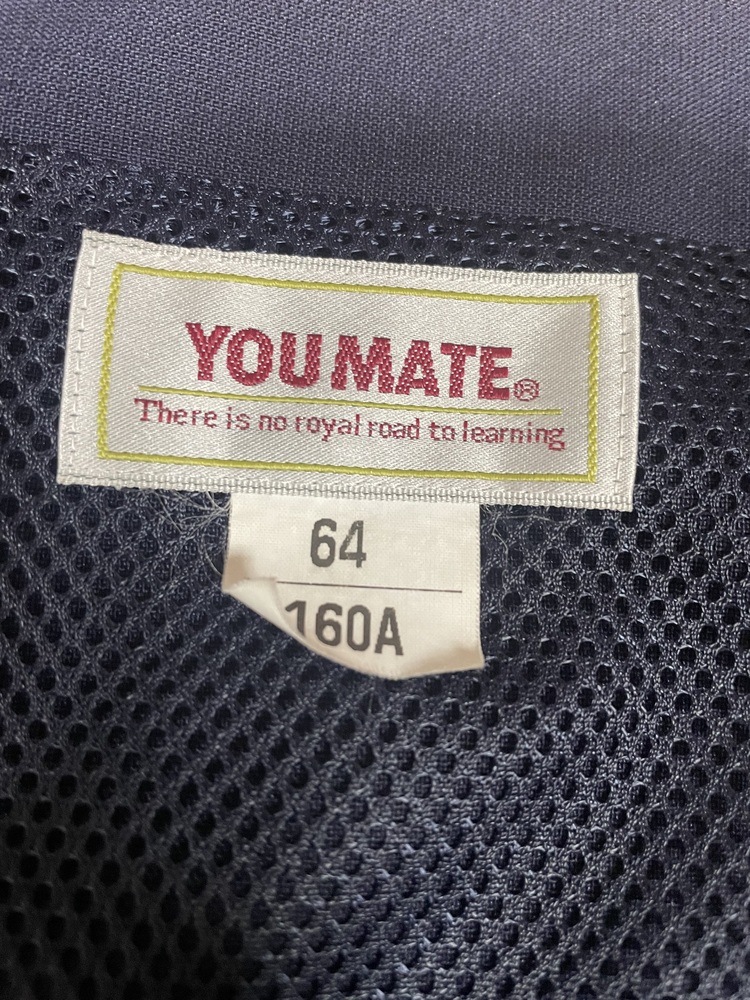 YOU MATE®
There is no royal road to learning
64
160A